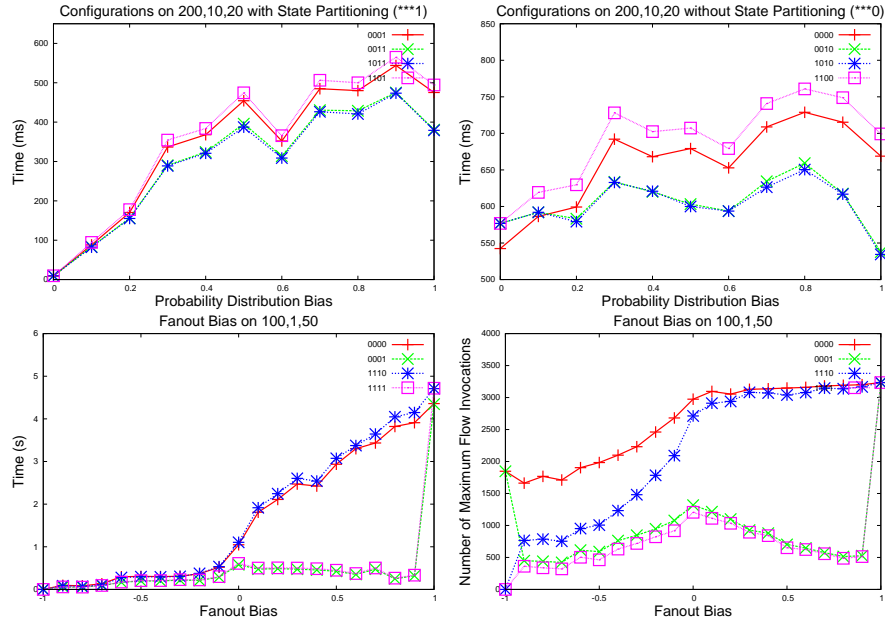 Configurations on 200,10,20 with State Partitioning (***1)
Time (ms)
600
500
400
300
200
100
0
0 0.2 0.4 0.6 0.8 1
Probability Distribution Bias
0001
0011
1011
1101
Configurations on 200,10,20 without State Partitioning (***0)
Time (ms)
850
800
750
700
650
600
550
500
0 0.2 0.4 0.6 0.8 1
Probability Distribution Bias
0000
0010
1010
1100
Fanout Bias on 100,1,50
Time (s)
6
5
4
3
2
1
0
-1 -0.5 0 0.5 1
Fanout Bias
0000
0001
1110
1111
Fanout Bias on 100,1,50
Number of Maximum Flow Invocations
4000
3500
3000
2500
2000
1500
1000
500
0
-1 -0.5 0 0.5 1
Fanout Bias
0000
0001
1110